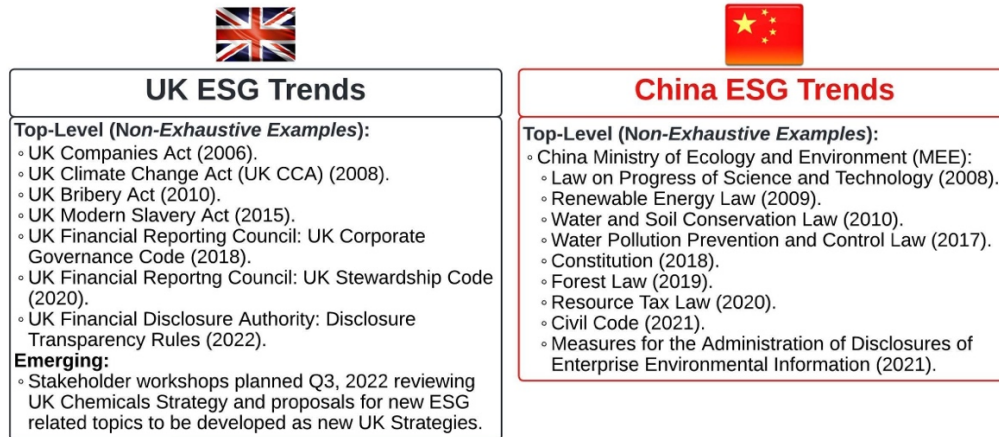 UK ESG Trends
Top-Level (Non-Exhaustive Examples):
◦ UK Companies Act (2006).
◦ UK Climate Change Act (UK CCA) (2008).
◦ UK Bribery Act (2010).
◦ UK Modern Slavery Act (2015).
◦ UK Financial Reporting Council: UK Corporate
Governance Code (2018).
◦ UK Financial Reportng Council: UK Stewardship Code
(2020).
◦ UK Financial Disclosure Authority: Disclosure
Transparency Rules (2022).
Emerging:
◦ Stakeholder workshops planned Q3, 2022 reviewing
UK Chemicals Strategy and proposals for new ESG
related topics to be developed as new UK Strategies.
China ESG Trends
Top-Level (Non-Exhaustive Examples):
◦ China Ministry of Ecology and Environment (MEE):
◦ Law on Progress of Science and Technology (2008).
◦ Renewable Energy Law (2009).
◦ Water and Soil Conservation Law (2010).
◦ Water Pollution Prevention and Control Law (2017).
◦ Constitution (2018).
◦ Forest Law (2019).
◦ Resource Tax Law (2020).
◦ Civil Code (2021).
◦ Measures for the Administration of Disclosures of
Enterprise Environmental Information (2021).